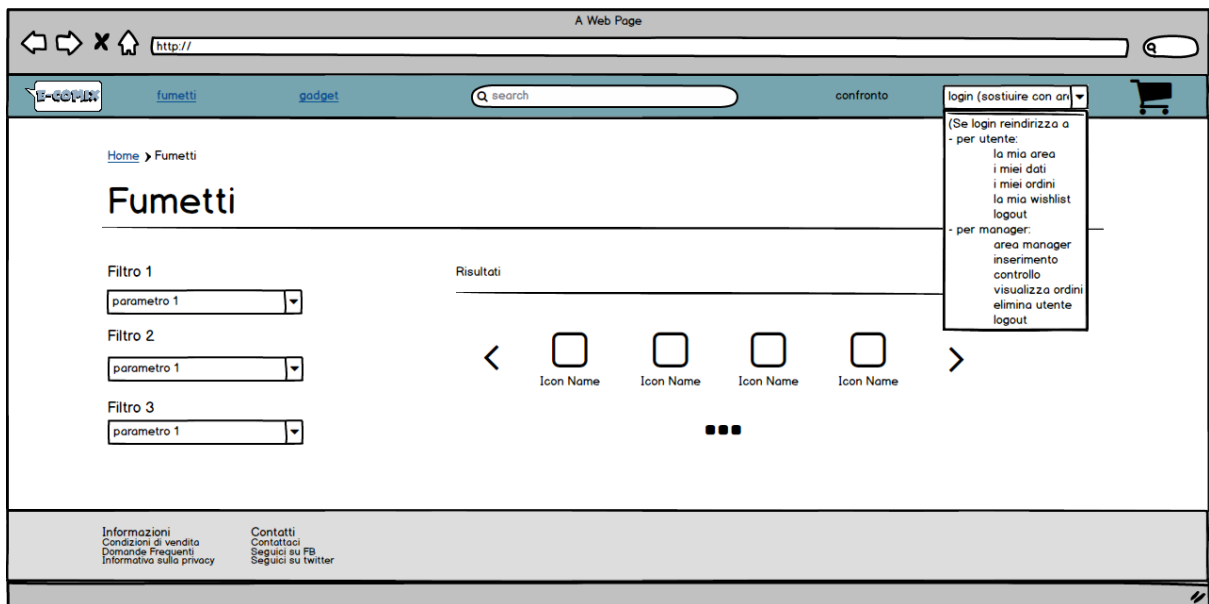 A Web Page
http://
E-COMIX
fumetti
gadget
search
confronto
login (sostiuire con are
(Se login reindirizza a
- per utente:
la mia area
i miei dati
i miei ordini
la mia wishlist
logout
- per manager:
area manager
inserimento
controllo
visualizza ordini
elimina utente
logout
Home > Fumetti
Fumetti
Filtro 1
parametro 1
Filtro 2
parametro 1
Filtro 3
parametro 1
Risultati
Icon Name
Icon Name
Icon Name
Icon Name
Informazioni
Condizioni di vendita
Domande Frequenti
Informativa sulla privacy
Contatti
Contattaci
Seguici su FB
Seguici su twitter